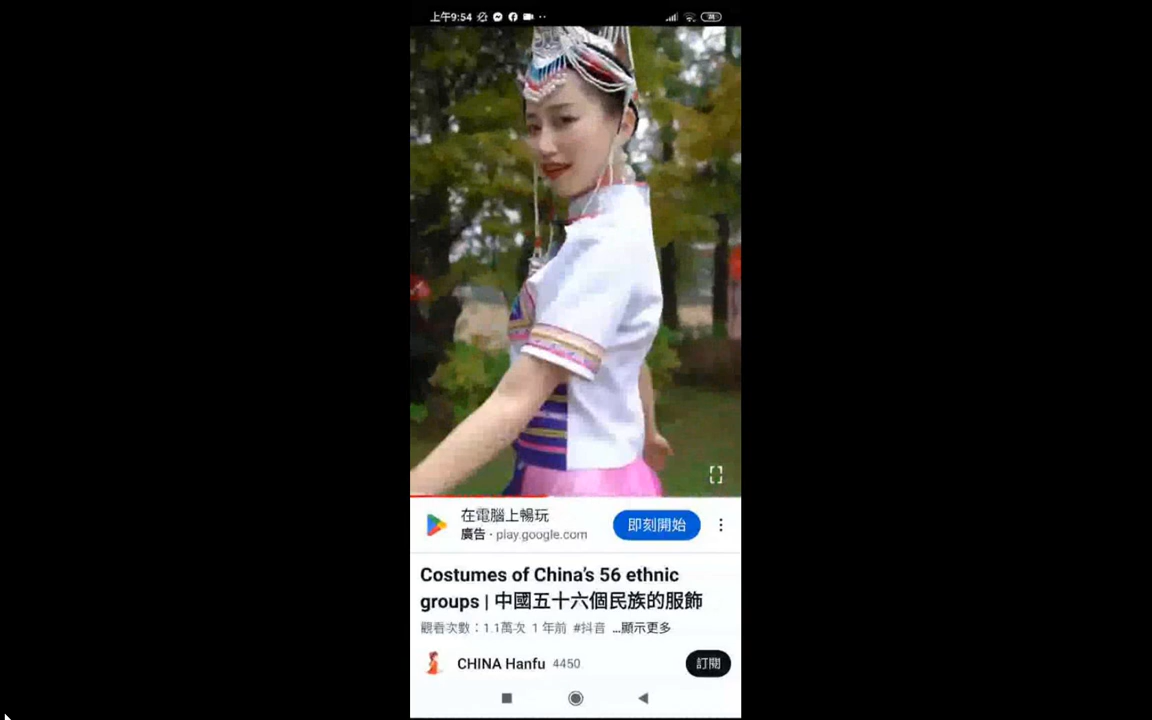 上午9:54
在電腦上暢玩
廣告 · play.google.com
即刻開始
Costumes of China's 56 ethnic
groups | 中國五十六個民族的服飾
觀看次數：1.1萬次 1 年前 #抖音 ...顯示更多
CHINA Hanfu 4450
訂閱